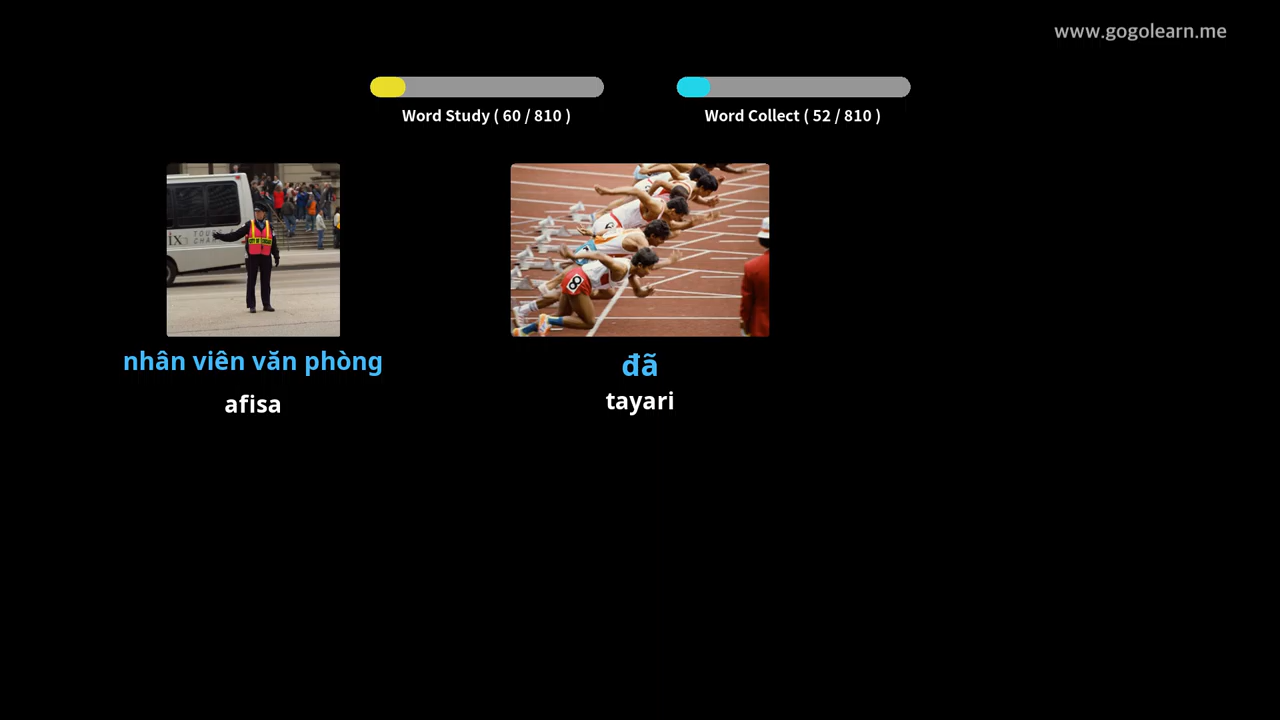 www.gogolearn.me
Word Study ( 60 / 810 )
Word Collect ( 52 / 810 )
nhân viên văn phòng
afisa
đã
tayari